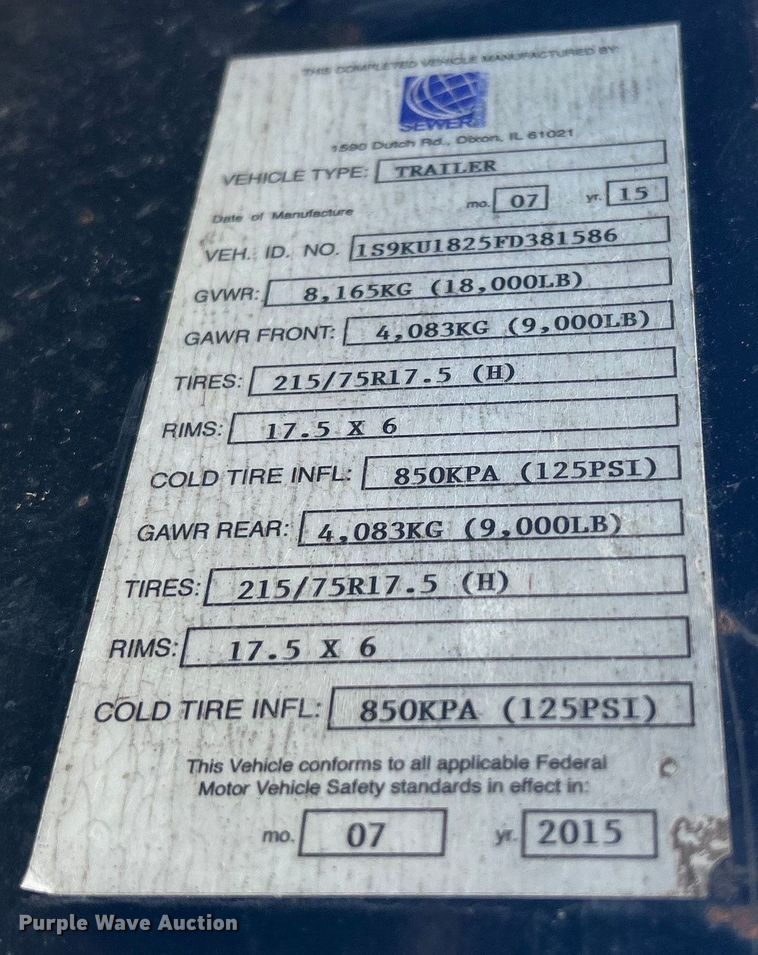 THIS COMPLETED VEHICLE MANUFACTURED BY:
SEWER
1590 Dutch Rd., Dixon, IL 61021
VEHICLE TYPE: TRAILER
Date of Manufacture mo. 07 yr. 15
VEH. ID. NO. 1S9KU1825FD381586
GVWR: 8,165KG (18,000LB)
GAWR FRONT: 4,083KG (9,000LB)
TIRES: 215/75R17.5 (H)
RIMS: 17.5 X 6
COLD TIRE INFL: 850KPA (125PSI)
GAWR REAR: 4,083KG (9,000LB)
TIRES: 215/75R17.5 (H)
RIMS: 17.5 X 6
COLD TIRE INFL: 850KPA (125PSI)
This Vehicle conforms to all applicable Federal
Motor Vehicle Safety standards in effect in:
mo. 07 yr. 2015
Purple Wave Auction